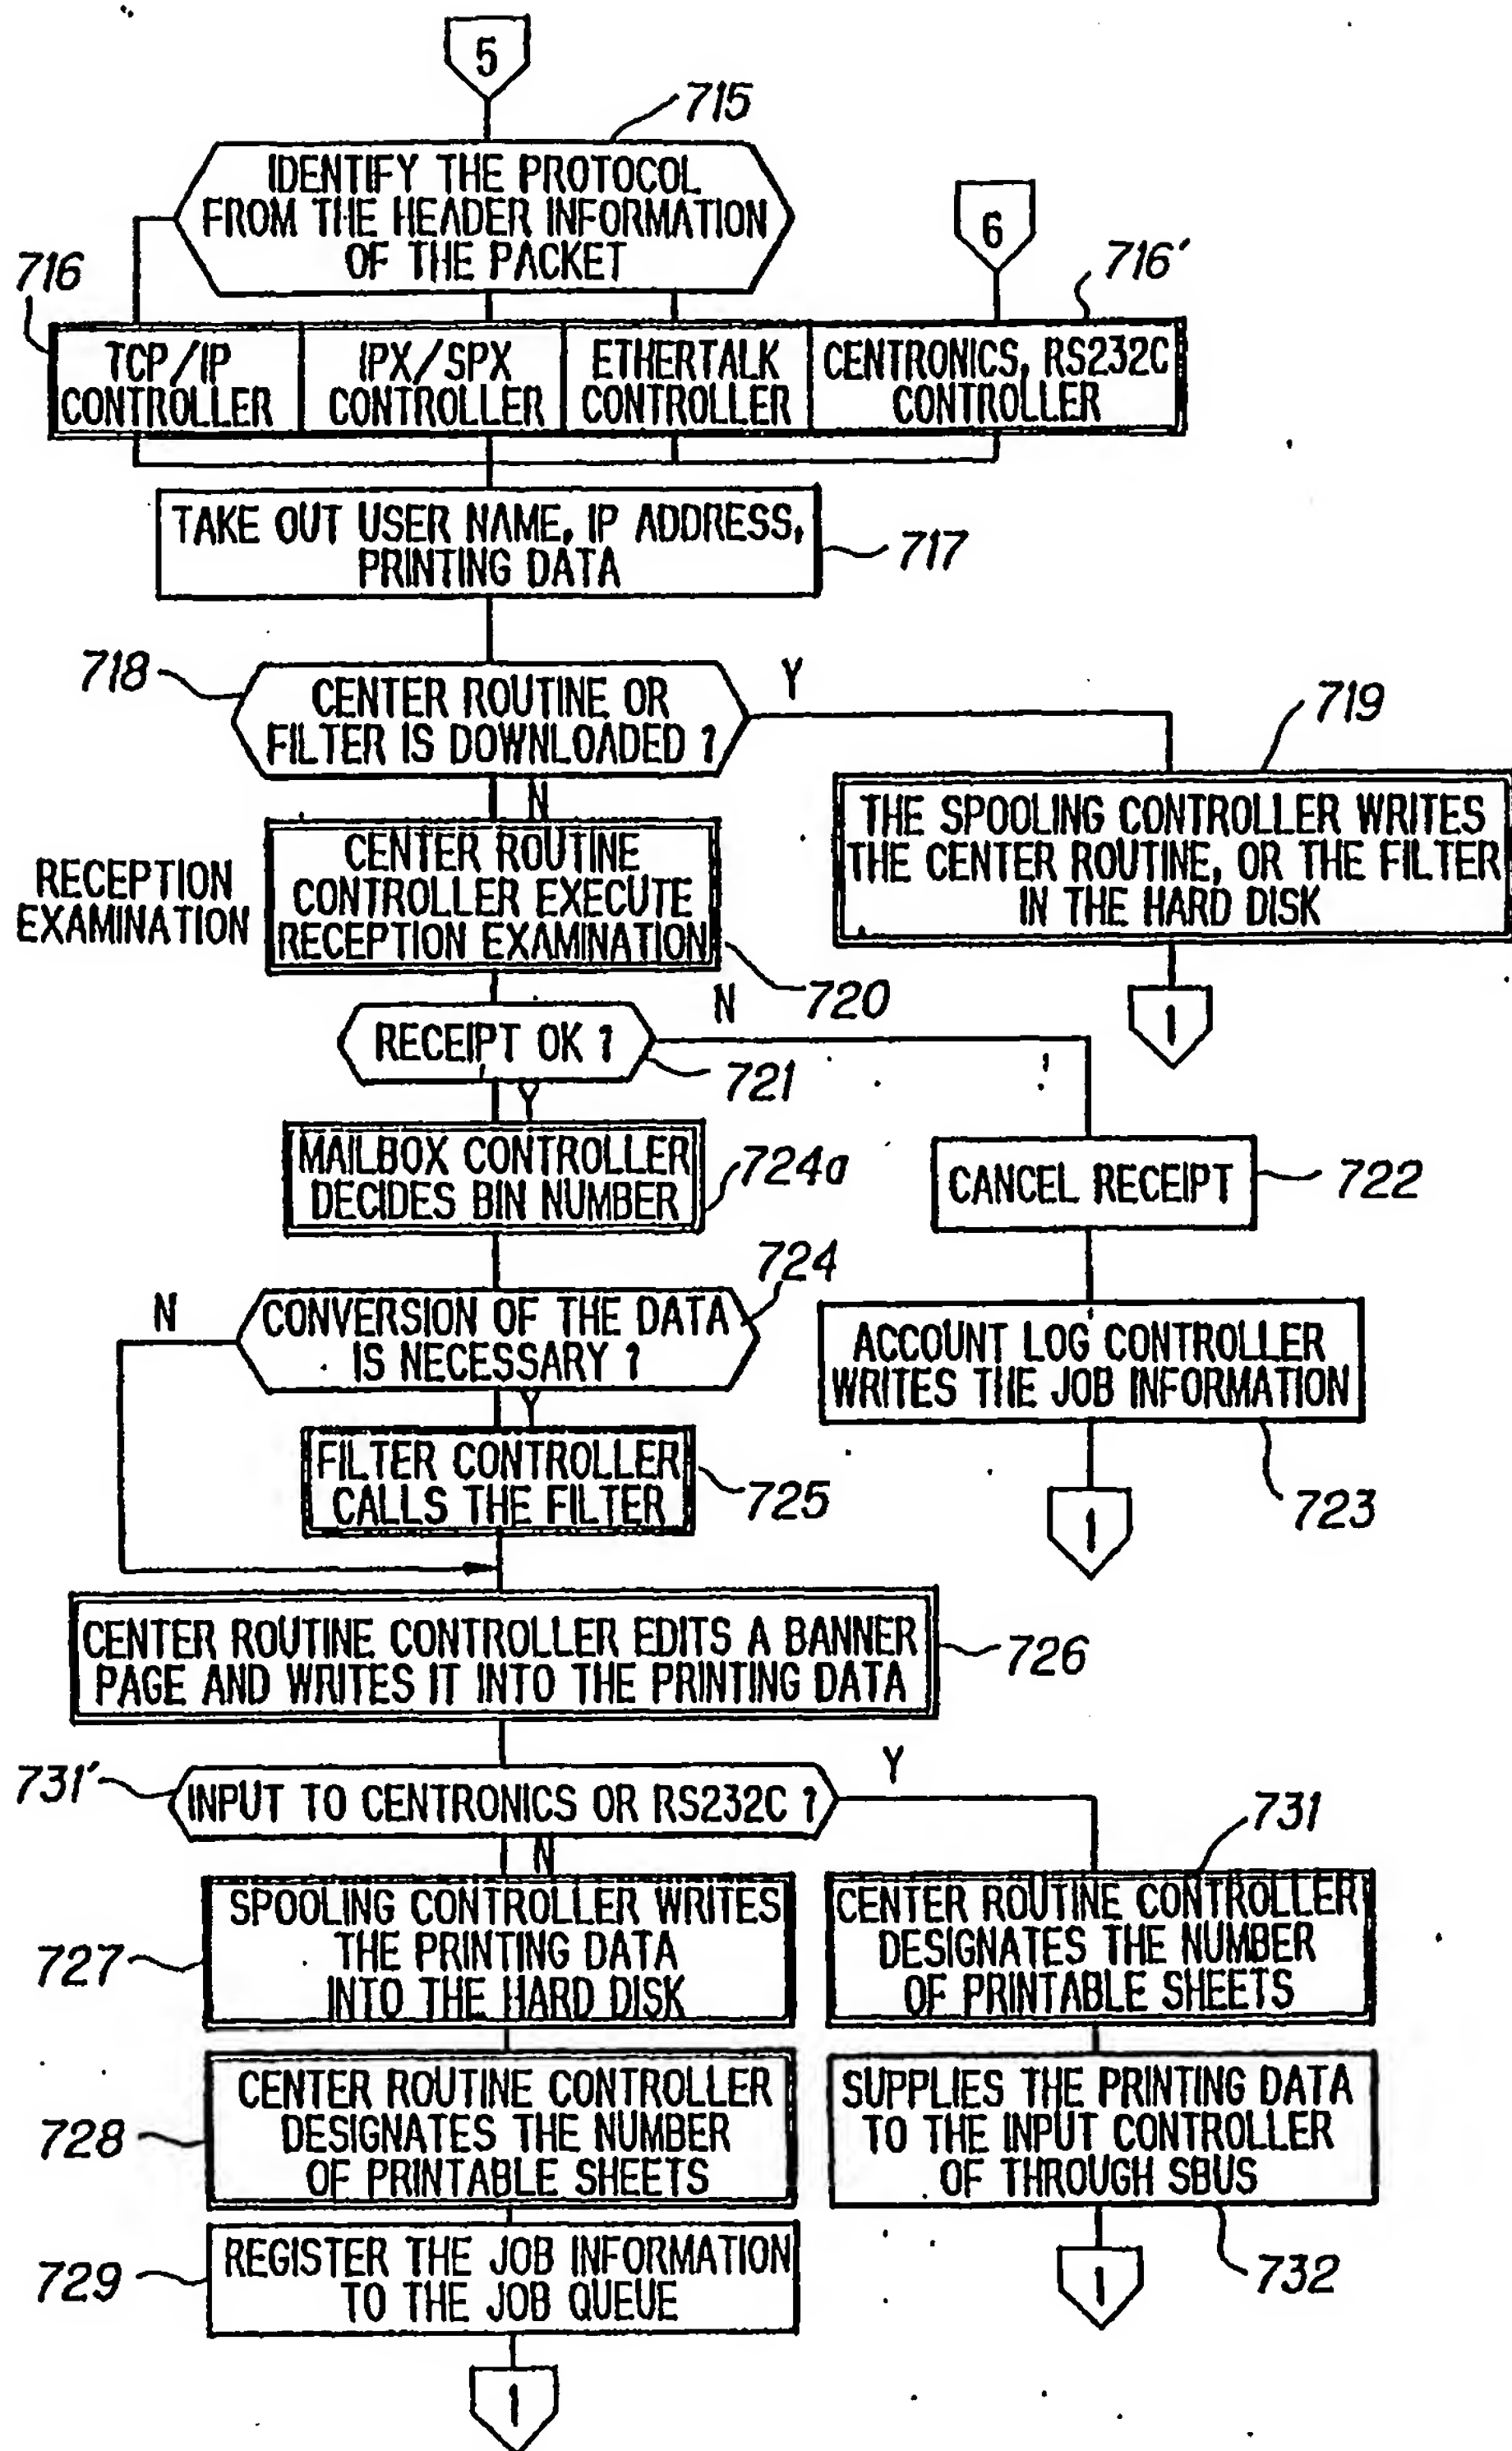 5
715
IDENTIFY THE PROTOCOL
FROM THE HEADER INFORMATION
OF THE PACKET
6
716
716'
TCP/IP
CONTROLLER
IPX/SPX
CONTROLLER
ETHERTALK
CONTROLLER
CENTRONICS, RS232C
CONTROLLER
TAKE OUT USER NAME, IP ADDRESS,
PRINTING DATA
717
718
CENTER ROUTINE OR
FILTER IS DOWNLOADED ?
Y
N
719
THE SPOOLING CONTROLLER WRITES
THE CENTER ROUTINE, OR THE FILTER
IN THE HARD DISK
1
RECEPTION
EXAMINATION
CENTER ROUTINE
CONTROLLER EXECUTE
RECEPTION EXAMINATION
720
RECEIPT OK ?
N
721
Y
MAILBOX CONTROLLER
DECIDES BIN NUMBER
724a
CANCEL RECEIPT
722
724
N
CONVERSION OF THE DATA
IS NECESSARY ?
Y
ACCOUNT LOG CONTROLLER
WRITES THE JOB INFORMATION
723
1
FILTER CONTROLLER
CALLS THE FILTER
725
CENTER ROUTINE CONTROLLER EDITS A BANNER
PAGE AND WRITES IT INTO THE PRINTING DATA
726
731'
INPUT TO CENTRONICS OR RS232C ?
Y
N
731
SPOOLING CONTROLLER WRITES
THE PRINTING DATA
INTO THE HARD DISK
727
CENTER ROUTINE CONTROLLER
DESIGNATES THE NUMBER
OF PRINTABLE SHEETS
CENTER ROUTINE CONTROLLER
DESIGNATES THE NUMBER
OF PRINTABLE SHEETS
728
SUPPLIES THE PRINTING DATA
TO THE INPUT CONTROLLER
OF THROUGH SBUS
732
1
REGISTER THE JOB INFORMATION
TO THE JOB QUEUE
729
1